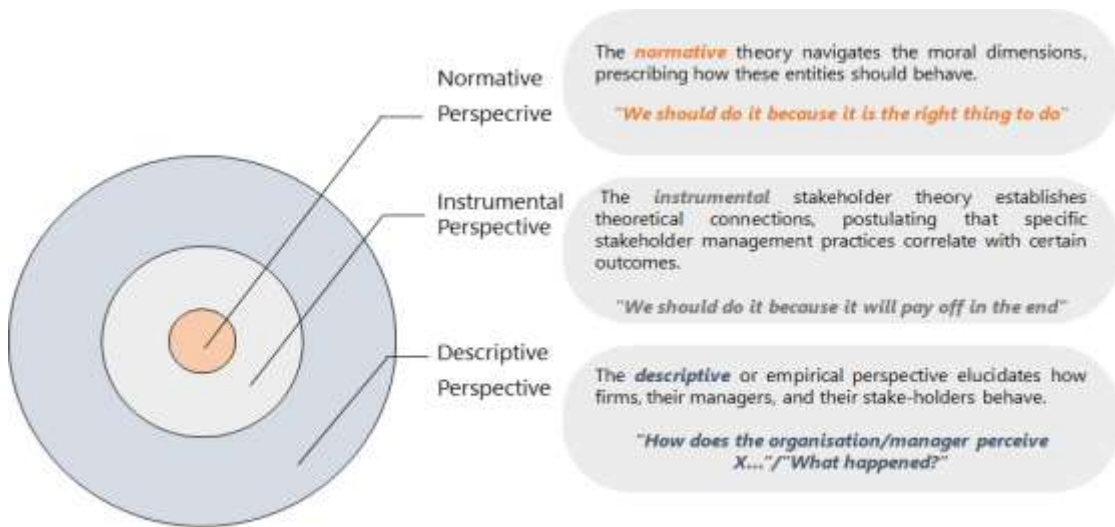 Normative
Perspecrive
The normative theory navigates the moral dimensions,
prescribing how these entities should behave.
"We should do it because it is the right thing to do"
Instrumental
Perspective
The instrumental stakeholder theory establishes
theoretical connections, postulating that specific
stakeholder management practices correlate with certain
outcomes.
"We should do it because it will pay off in the end"
Descriptive
Perspective
The descriptive or empirical perspective elucidates how
firms, their managers, and their stake-holders behave.
"How does the organisation/manager perceive
X..."/"What happened?"